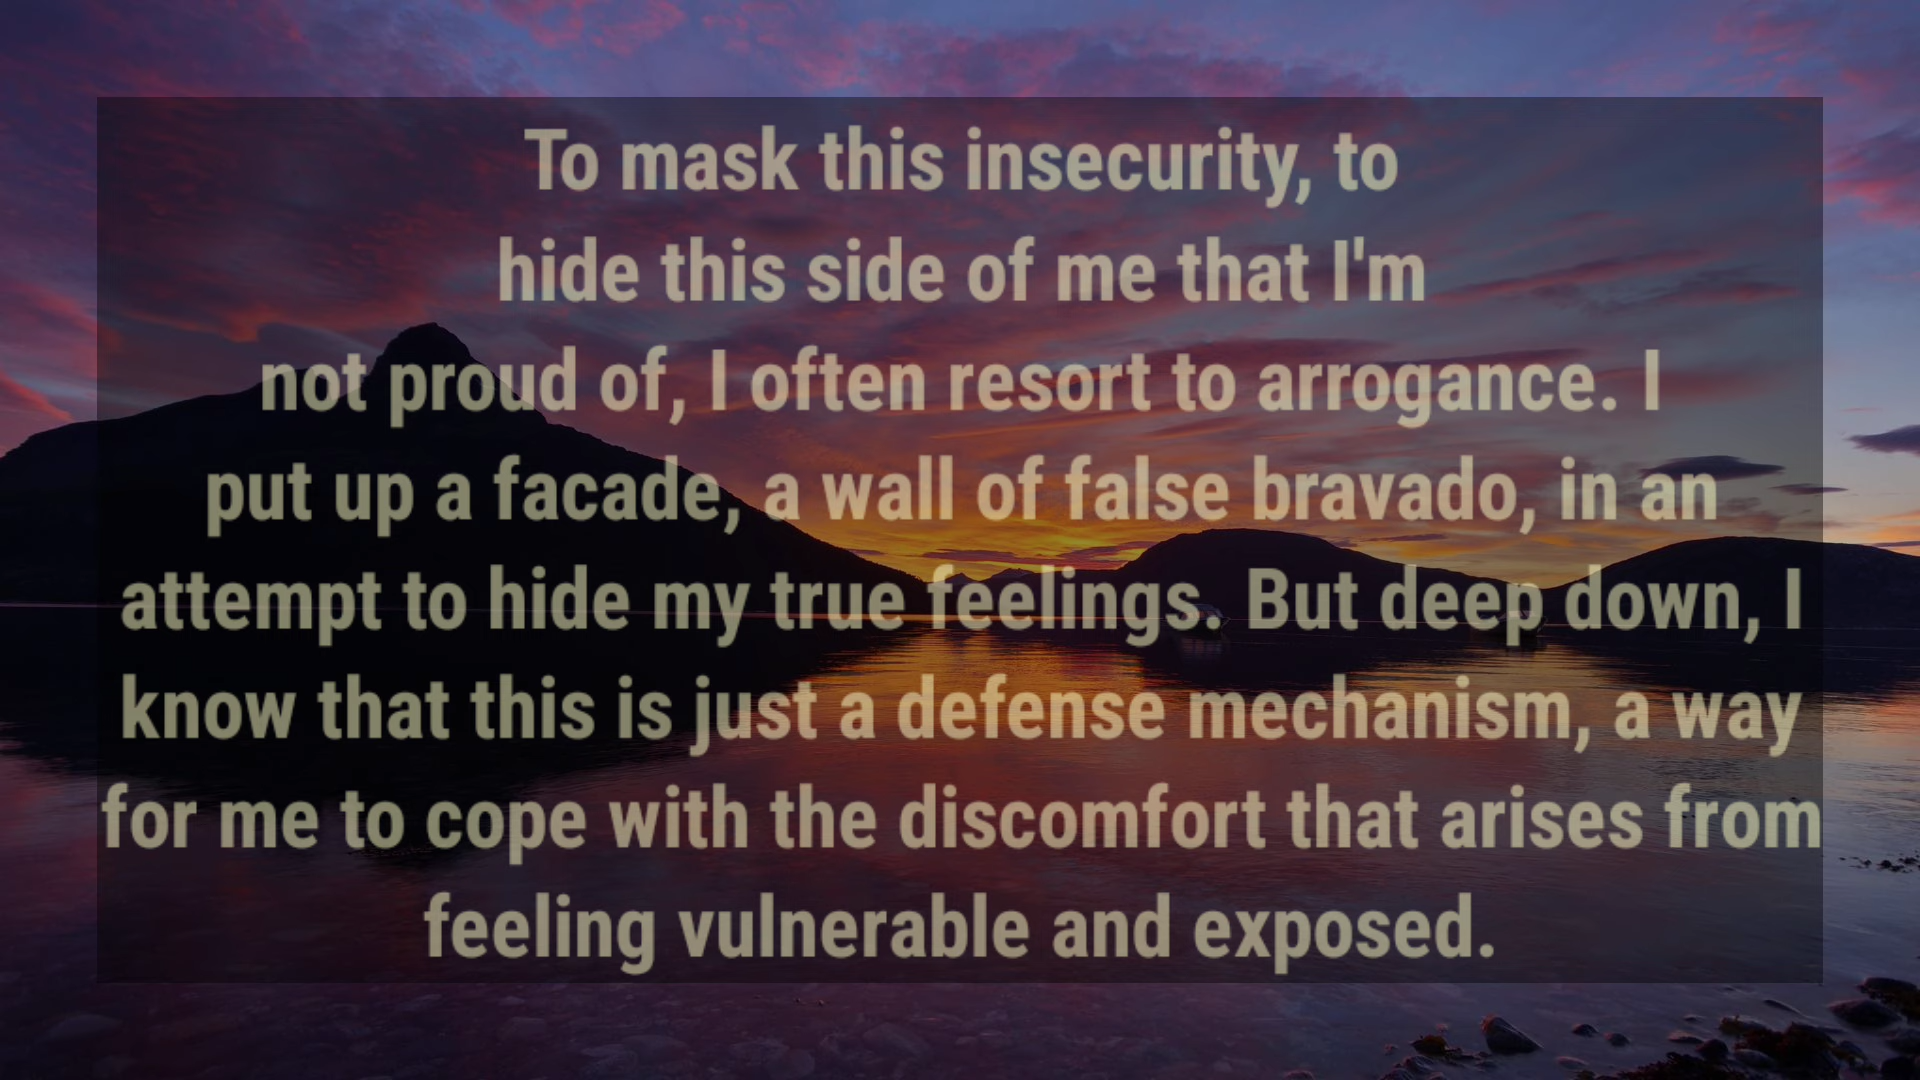 To mask this insecurity, to
hide this side of me that I'm
not proud of, I often resort to arrogance. I
put up a facade, a wall of false bravado, in an
attempt to hide my true feelings. But deep down, I
know that this is just a defense mechanism, a way
for me to cope with the discomfort that arises from
feeling vulnerable and exposed.